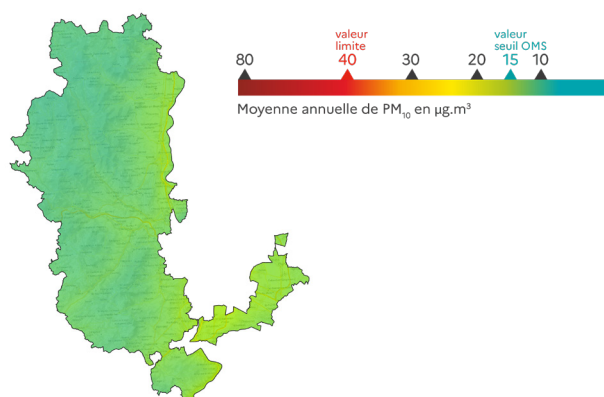 valeur
limite
valeur
seuil OMS
80 40 30 20 15 10
Moyenne annuelle de PM₁₀ en µg.m³